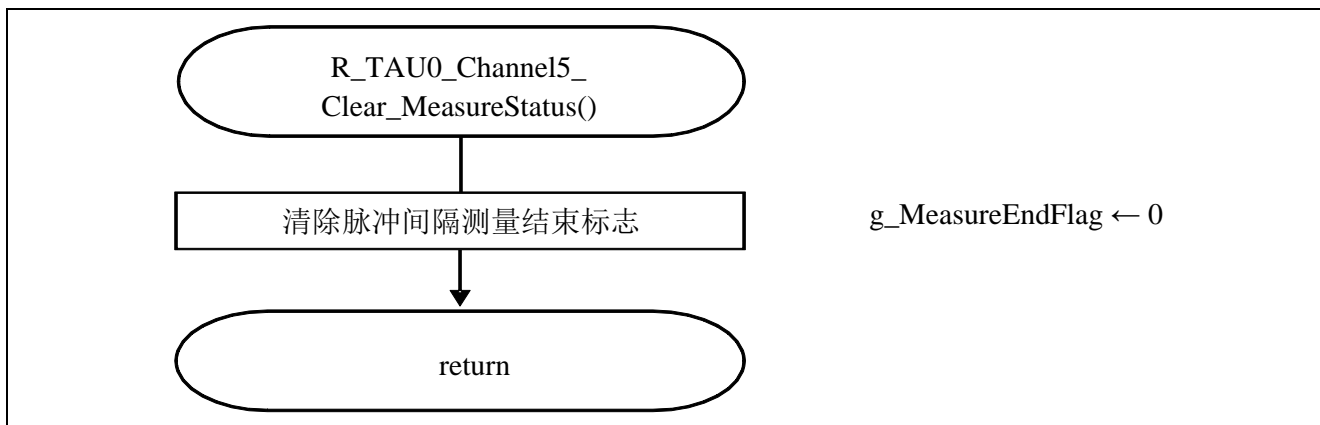 R_TAU0_Channel5_
Clear_MeasureStatus()
清除脉冲间隔测量结束标志
g_MeasureEndFlag ← 0
return